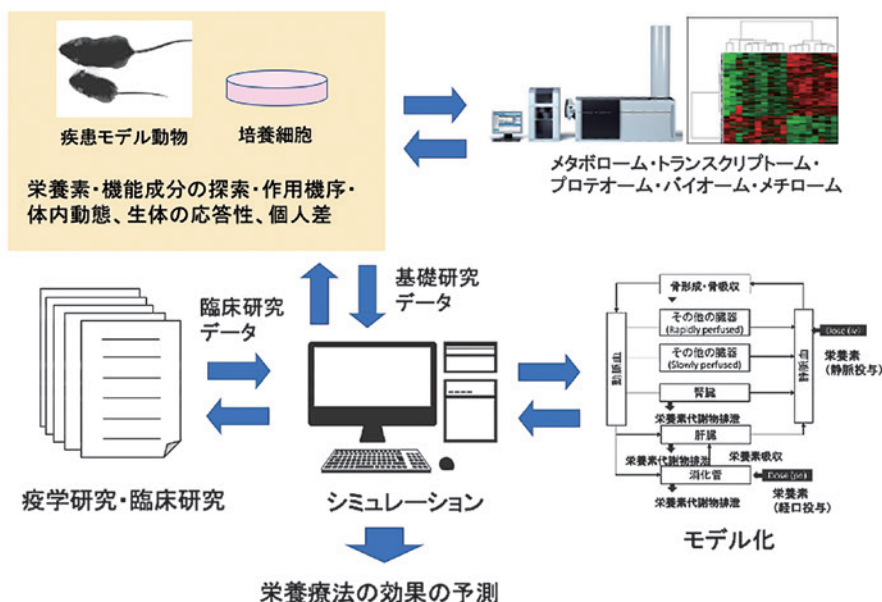 疾患モデル動物
培養細胞
栄養素・機能成分の探索・作用機序・
体内動態、生体の応答性、個人差
メタボローム・トランスクリプトーム・
プロテオーム・バイオーム・メチローム
臨床研究
データ
基礎研究
データ
疫学研究・臨床研究
シミュレーション
栄養療法の効果の予測
骨形成・骨吸収
その他の臓器
(Rapidly perfused)
その他の臓器
(Slowly perfused)
動脈血
静脈血
Dose (iv)
栄養素
(静脈投与)
腎臓
栄養素代謝物排泄
肝臓
栄養素代謝物排泄
栄養素吸収
消化管
Dose (po)
栄養素
(経口投与)
栄養素代謝物排泄
モデル化